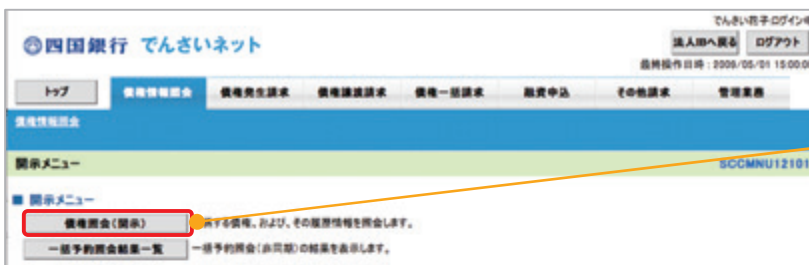 でんさい花子:ログイン中
四国銀行 でんさいネット
法人IBへ戻る ログアウト
最終操作日時:2009/05/01 15:00:00
トップ 債権情報照会 債権発生請求 債権譲渡請求 債権一括請求 融資申込 その他請求 管理業務
債権情報照会
開示メニュー SCCMNU12101
■ 開示メニュー
債権照会(開示) する債権、および、その履歴情報を照会します。
一括予約照会結果一覧 一括予約照会(非同期)の結果を表示します。